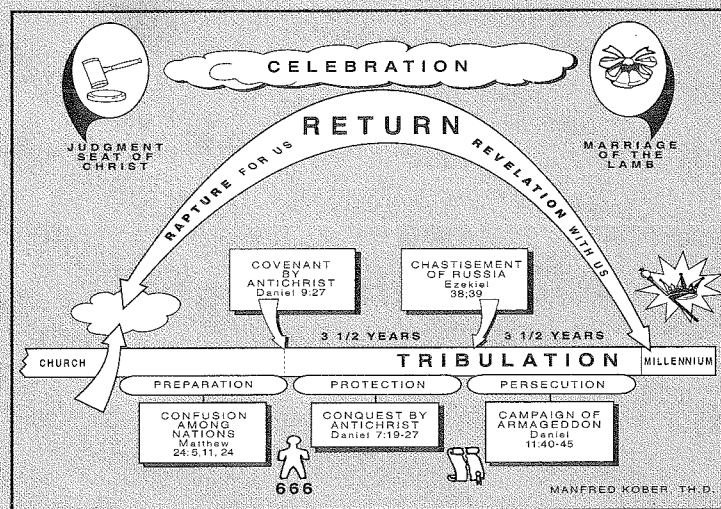 CELEBRATION
JUDGMENT
SEAT OF
CHRIST
RETURN
MARRIAGE
OF THE
LAMB
RAPTURE FOR US
REVELATION WITH US
COVENANT
BY
ANTICHRIST
Daniel 9:27
CHASTISEMENT
OF RUSSIA
Ezekiel
38;39
3 1/2 YEARS
3 1/2 YEARS
CHURCH
TRIBULATION
MILLENNIUM
PREPARATION
PROTECTION
PERSECUTION
CONFUSION
AMONG
NATIONS
Matthew
24:5,11, 24
CONQUEST BY
ANTICHRIST
Daniel 7:19-27
CAMPAIGN OF
ARMAGEDDON
Daniel
11:40-45
666
MANFRED KOBER, TH.D.